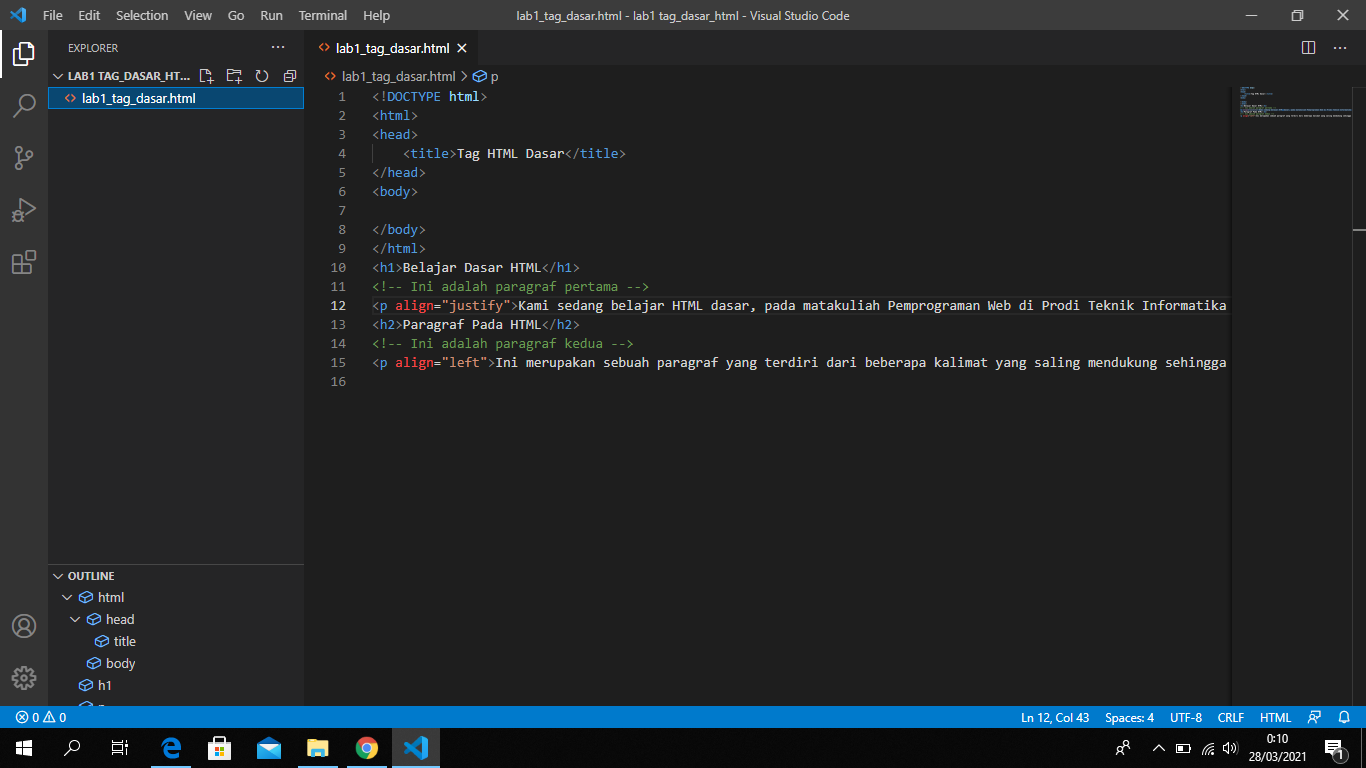 File Edit Selection View Go Run Terminal Help lab1_tag_dasar.html - lab1 tag_dasar_html - Visual Studio Code
EXPLORER
LAB1 TAG_DASAR_HT...
lab1_tag_dasar.html
OUTLINE
html
head
title
body
h1
lab1_tag_dasar.html
lab1_tag_dasar.html > p
1 <!DOCTYPE html>
2 <html>
3 <head>
4 <title>Tag HTML Dasar</title>
5 </head>
6 <body>
7
8 </body>
9 </html>
10 <h1>Belajar Dasar HTML</h1>
11 <!-- Ini adalah paragraf pertama -->
12 <p align="justify">Kami sedang belajar HTML dasar, pada matakuliah Pemprograman Web di Prodi Teknik Informatika
13 <h2>Paragraf Pada HTML</h2>
14 <!-- Ini adalah paragraf kedua -->
15 <p align="left">Ini merupakan sebuah paragraf yang terdiri dari beberapa kalimat yang saling mendukung sehingga
16
0 0 Ln 12, Col 43 Spaces: 4 UTF-8 CRLF HTML
0:10
28/03/2021
1